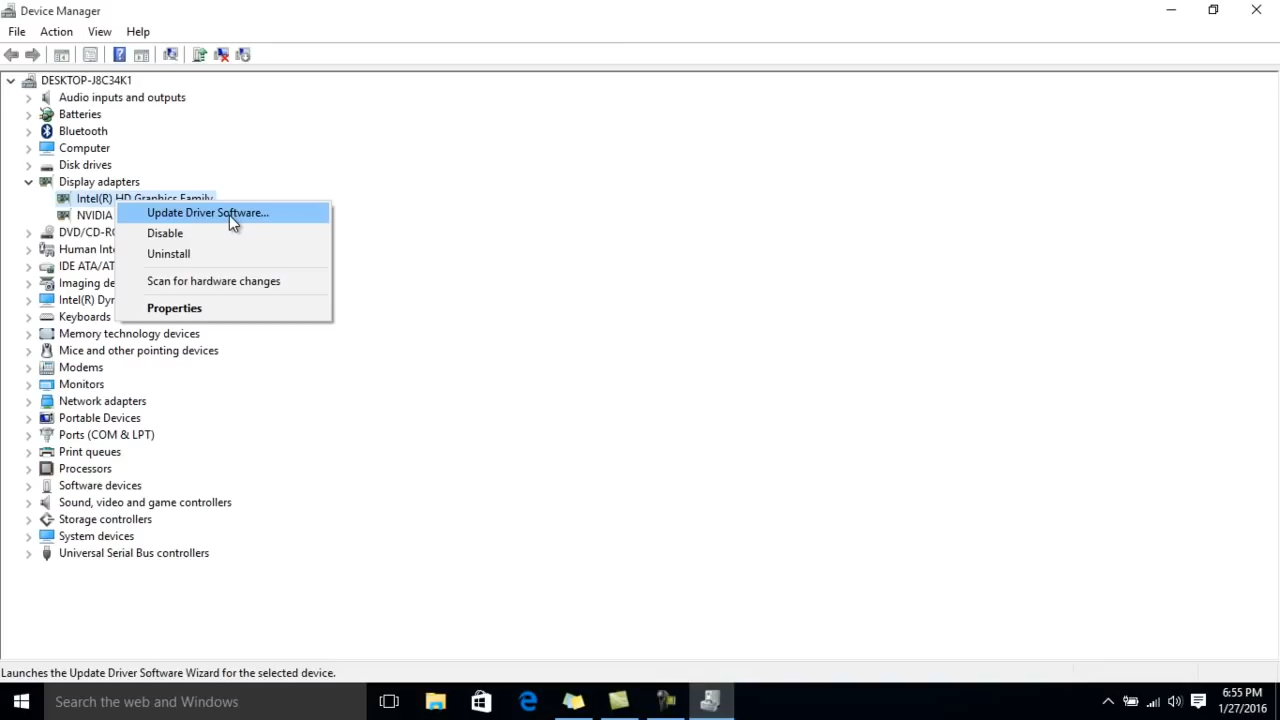 Device Manager
File Action View Help
DESKTOP-J8C34K1
Audio inputs and outputs
Batteries
Bluetooth
Computer
Disk drives
Display adapters
Intel(R) HD Graphics Family
NVIDIA
Update Driver Software...
Disable
Uninstall
Scan for hardware changes
Properties
DVD/CD-RO
Human Inte
IDE ATA/AT
Imaging de
Intel(R) Dyn
Keyboards
Memory technology devices
Mice and other pointing devices
Modems
Monitors
Network adapters
Portable Devices
Ports (COM & LPT)
Print queues
Processors
Software devices
Sound, video and game controllers
Storage controllers
System devices
Universal Serial Bus controllers
Launches the Update Driver Software Wizard for the selected device.
Search the web and Windows
6:55 PM
1/27/2016